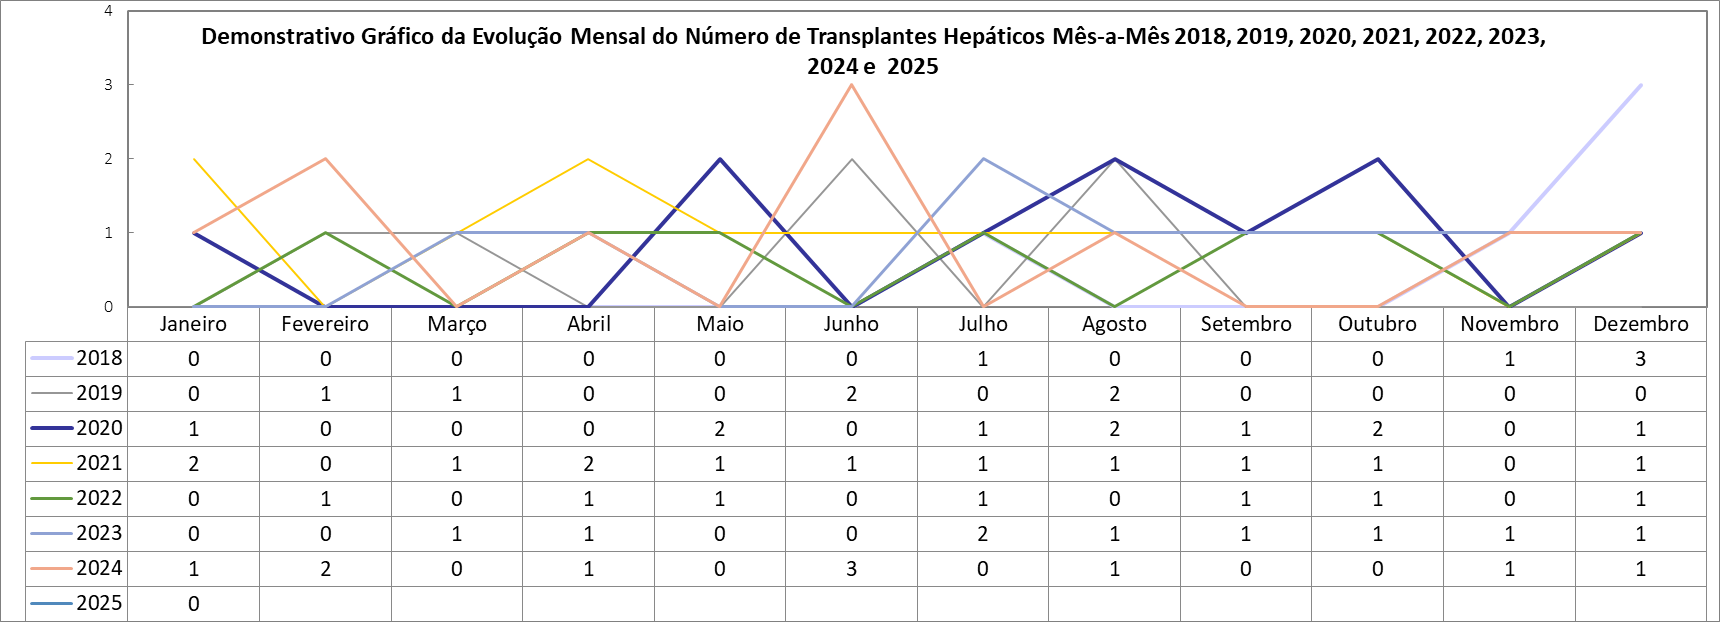 Demonstrativo Gráfico da Evolução Mensal do Número de Transplantes Hepáticos Mês-a-Mês 2018, 2019, 2020, 2021, 2022, 2023,
2024 e 2025
4
3
2
1
0
Janeiro Fevereiro Março Abril Maio Junho Julho Agosto Setembro Outubro Novembro Dezembro
2018 0 0 0 0 0 0 1 0 0 0 1 3
2019 0 1 1 0 0 2 0 2 0 0 0 0
2020 1 0 0 0 2 0 1 2 1 2 0 1
2021 2 0 1 2 1 1 1 1 1 1 0 1
2022 0 1 0 1 1 0 1 0 1 1 0 1
2023 0 0 1 1 0 0 2 1 1 1 1 1
2024 1 2 0 1 0 3 0 1 0 0 1 1
2025 0